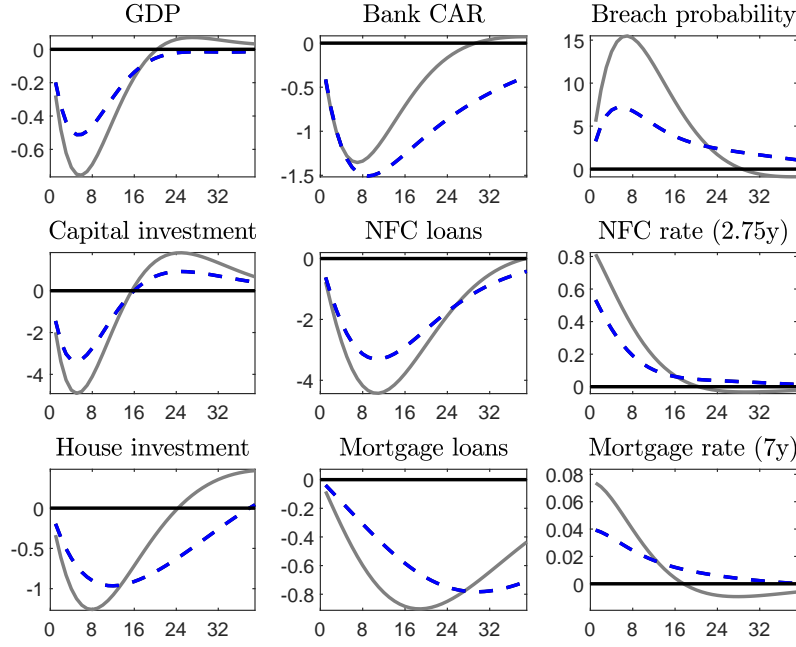 GDP Bank CAR Breach probability
0 0 15
-0.2 -0.5 10
-0.4 -1 5
-0.6 -1.5 0
0 8 16 24 32 0 8 16 24 32 0 8 16 24 32
Capital investment NFC loans NFC rate (2.75y)
0 0 0.8
-2 -2 0.6
-4 -4 0.4
0.2
0
0 8 16 24 32 0 8 16 24 32 0 8 16 24 32
House investment Mortgage loans Mortgage rate (7y)
0 0 0.08
-0.5 -0.2 0.06
-1 -0.4 0.04
-0.6 0.02
-0.8 0
0 8 16 24 32 0 8 16 24 32 0 8 16 24 32